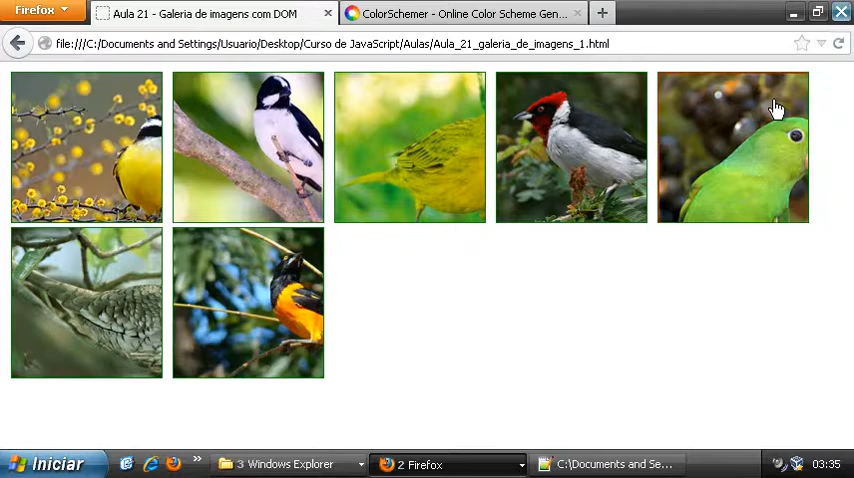 Firefox
Aula 21 - Galeria de imagens com DOM
ColorSchemer - Online Color Scheme Gen...
file:///C:/Documents and Settings/Usuario/Desktop/Curso de JavaScript/Aulas/Aula_21_galeria_de_imagens_1.html
Iniciar
3 Windows Explorer
2 Firefox
C:\Documents and Se...
03:35